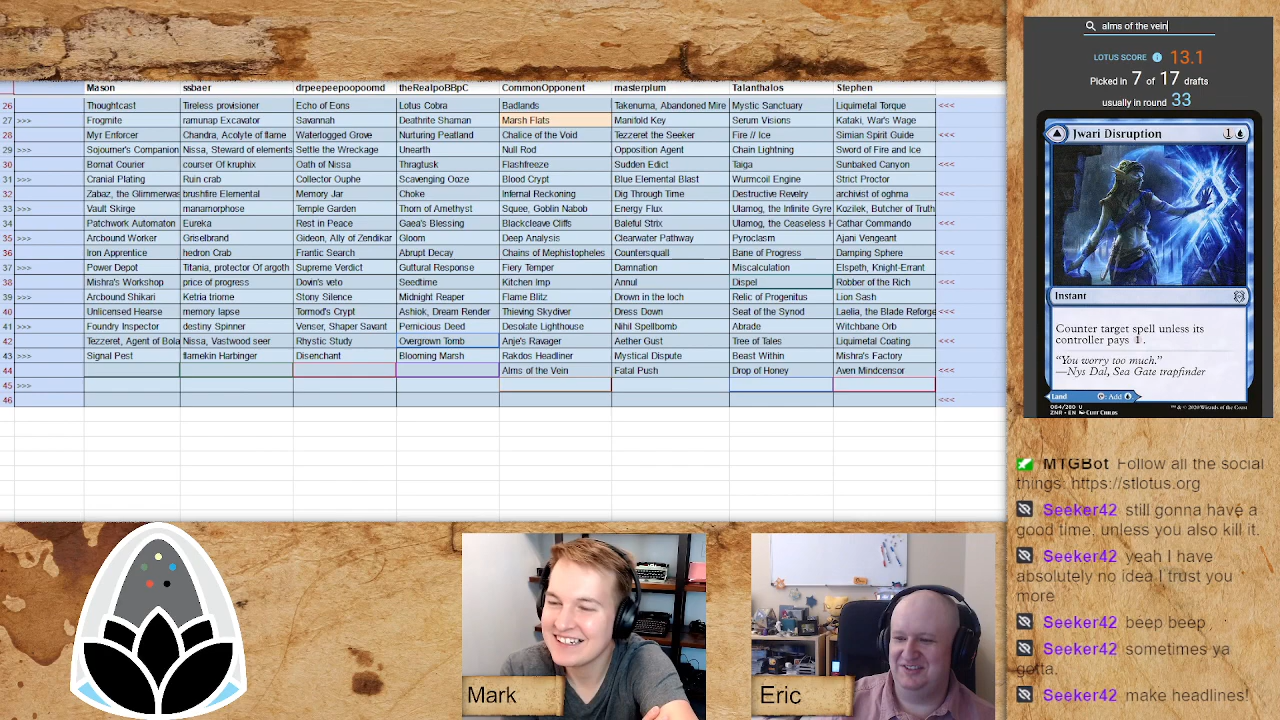 Mason ssbaer drpeepeepoopoomd theRealpoBBpC CommonOpponent masterplum Talanthalos Stephen
26 Thoughtcast Tireless provisioner Echo of Eons Lotus Cobra Badlands Takenuma, Abandoned Mire Mystic Sanctuary Liquimetal Torque <<<
27 >>> Frogmite ramunap Excavator Savannah Deathrite Shaman Marsh Flats Manifold Key Serum Visions Kataki, War's Wage
28 Myr Enforcer Chandra, Acolyte of flame Waterlogged Grove Nurturing Peatland Chalice of the Void Tezzeret the Seeker Fire // Ice Simian Spirit Guide <<<
29 >>> Sojourner's Companion Nissa, Steward of elements Settle the Wreckage Unearth Null Rod Opposition Agent Chain Lightning Sword of Fire and Ice
30 Bomat Courier courser Of kruphix Oath of Nissa Thragtusk Flashfreeze Sudden Edict Taiga Sunbaked Canyon <<<
31 >>> Cranial Plating Ruin crab Collector Ouphe Scavenging Ooze Blood Crypt Blue Elemental Blast Wurmcoil Engine Strict Proctor
32 Zabaz, the Glimmerwas brushfire Elemental Memory Jar Choke Infernal Reckoning Dig Through Time Destructive Revelry archivist of oghma <<<
33 >>> Vault Skirge manamorphose Temple Garden Thorn of Amethyst Squee, Goblin Nabob Energy Flux Ulamog, the Infinite Gyre Kozilek, Butcher of Truth
34 Patchwork Automaton Eureka Rest in Peace Gaea's Blessing Blackcleave Cliffs Baleful Strix Ulamog, the Ceaseless H Cathar Commando <<<
35 >>> Arcbound Worker Griselbrand Gideon, Ally of Zendikar Gloom Deep Analysis Clearwater Pathway Pyroclasm Ajani Vengeant
36 Iron Apprentice hedron Crab Frantic Search Abrupt Decay Chains of Mephistopheles Countersquall Bane of Progress Damping Sphere <<<
37 >>> Power Depot Titania, protector Of argoth Supreme Verdict Guttural Response Fiery Temper Damnation Miscalculation Elspeth, Knight-Errant
38 Mishra's Workshop price of progress Dovin's veto Seedtime Kitchen Imp Annul Dispel Robber of the Rich <<<
39 >>> Arcbound Shikari Ketria triome Stony Silence Midnight Reaper Flame Blitz Drown in the loch Relic of Progenitus Lion Sash
40 Unlicensed Hearse memory lapse Tormod's Crypt Ashiok, Dream Render Thieving Skydiver Dress Down Seat of the Synod Laelia, the Blade Reforge <<<
41 >>> Foundry Inspector destiny Spinner Venser, Shaper Savant Pernicious Deed Desolate Lighthouse Nihil Spellbomb Abrade Witchbane Orb
42 Tezzeret, Agent of Bola Nissa, Vastwood seer Rhystic Study Overgrown Tomb Anje's Ravager Aether Gust Tree of Tales Liquimetal Coating <<<
43 >>> Signal Pest flamekin Harbinger Disenchant Blooming Marsh Rakdos Headliner Mystical Dispute Beast Within Mishra's Factory
44 Alms of the Vein Fatal Push Drop of Honey Aven Mindcensor <<<
45 >>>
46 <<<
alms of the vein
LOTUS SCORE 13.1
Picked in 7 of 17 drafts
usually in round 33
Jwari Disruption 1
Instant
Counter target spell unless its
controller pays 1.
"You worry too much."
—Nys Dal, Sea Gate trapfinder
Land : Add
064/280 U
ZNR • EN
MTGBot Follow all the social
things: https://stlotus.org
Seeker42 still gonna have a
good time. unless you also kill it.
Seeker42 yeah I have
absolutely no idea I trust you
more
Seeker42 beep beep
Seeker42 sometimes ya
gotta.
Seeker42 make headlines!
Mark
Eric